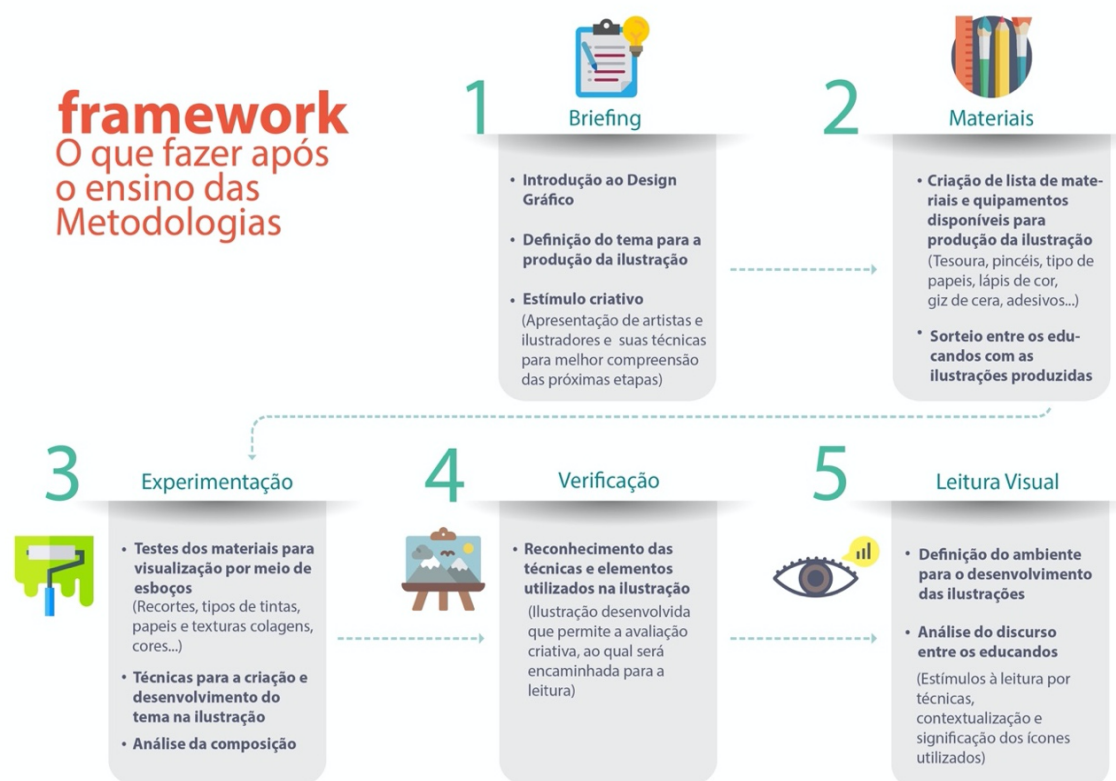 framework
O que fazer após
o ensino das
Metodologias
1
Briefing
• Introdução ao Design
Gráfico
• Definição do tema para a
produção da ilustração
• Estímulo criativo
(Apresentação de artistas e
ilustradores e suas técnicas
para melhor compreensão
das próximas etapas)
2
Materiais
• Criação de lista de mate-
riais e quipamentos
disponíveis para
produção da ilustração
(Tesoura, pincéis, tipo de
papeis, lápis de cor,
giz de cera, adesivos...)
• Sorteio entre os edu-
candos com as
ilustrações produzidas
3
Experimentação
• Testes dos materiais para
visualização por meio de
esboços
(Recortes, tipos de tintas,
papeis e texturas colagens,
cores...)
• Técnicas para a criação e
desenvolvimento do
tema na ilustração
• Análise da composição
4
Verificação
• Reconhecimento das
técnicas e elementos
utilizados na ilustração
(Ilustração desenvolvida
que permite a avaliação
criativa, ao qual será
encaminhada para a
leitura)
5
Leitura Visual
• Definição do ambiente
para o desenvolvimento
das ilustrações
• Análise do discurso
entre os educandos
(Estímulos à leitura por
técnicas,
contextualização e
significação dos ícones
utilizados)